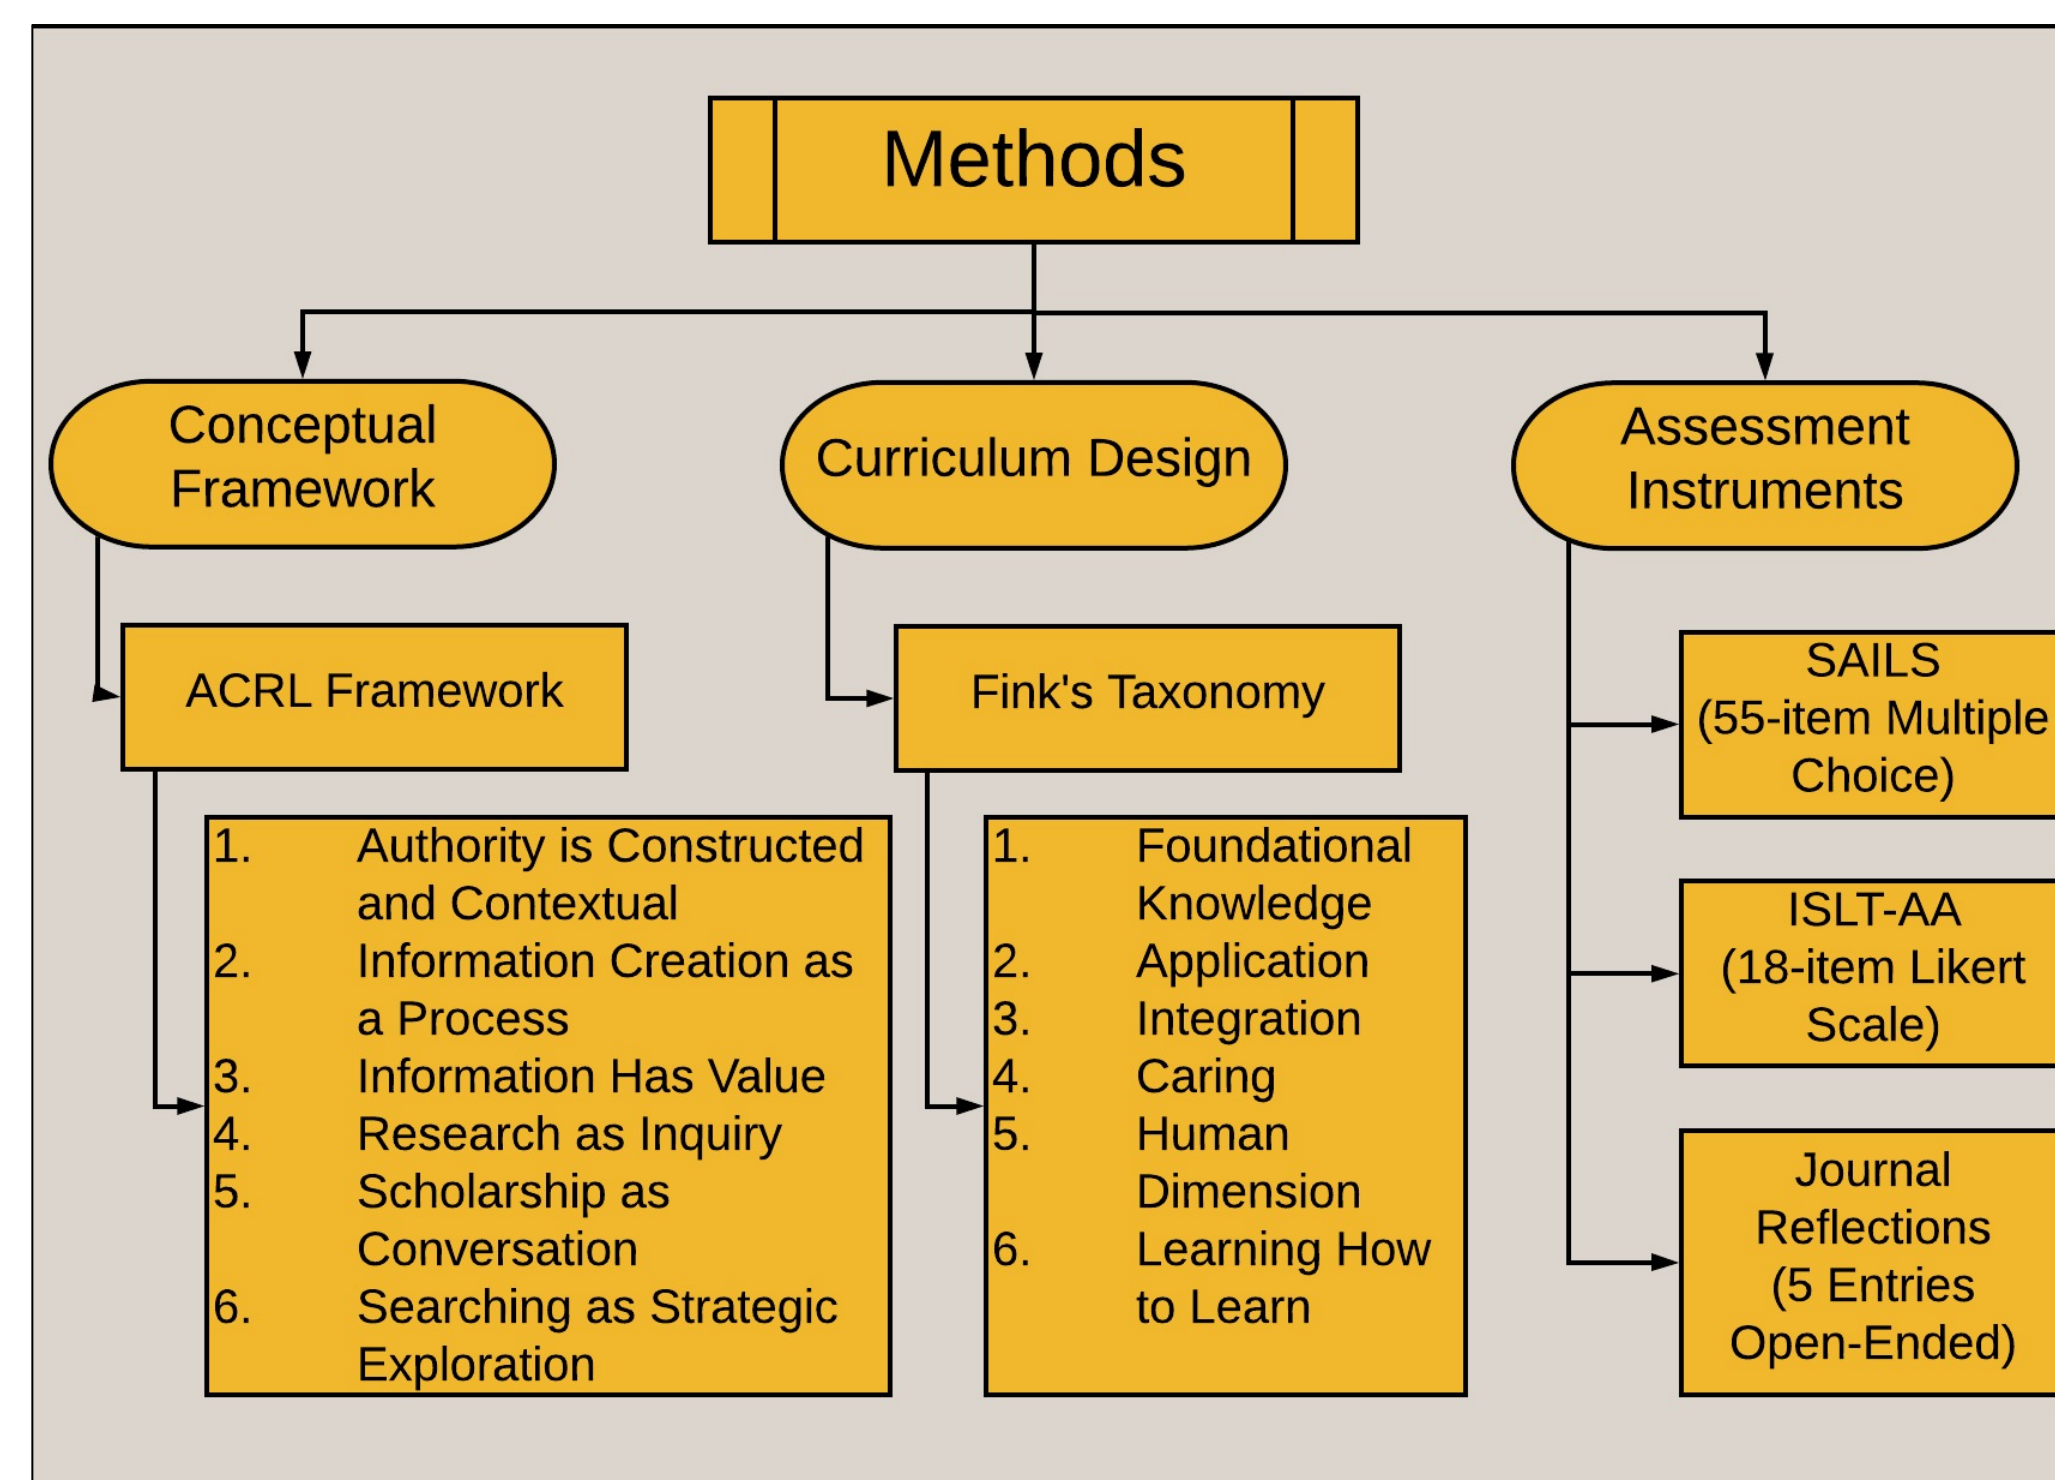 Methods
Conceptual
Framework
ACRL Framework
1. Authority is Constructed
and Contextual
2. Information Creation as
a Process
3. Information Has Value
4. Research as Inquiry
5. Scholarship as
Conversation
6. Searching as Strategic
Exploration
Curriculum Design
Fink's Taxonomy
1. Foundational
Knowledge
2. Application
3. Integration
4. Caring
5. Human
Dimension
6. Learning How
to Learn
Assessment
Instruments
SAILS
(55-item Multiple
Choice)
ISLT-AA
(18-item Likert
Scale)
Journal
Reflections
(5 Entries
Open-Ended)